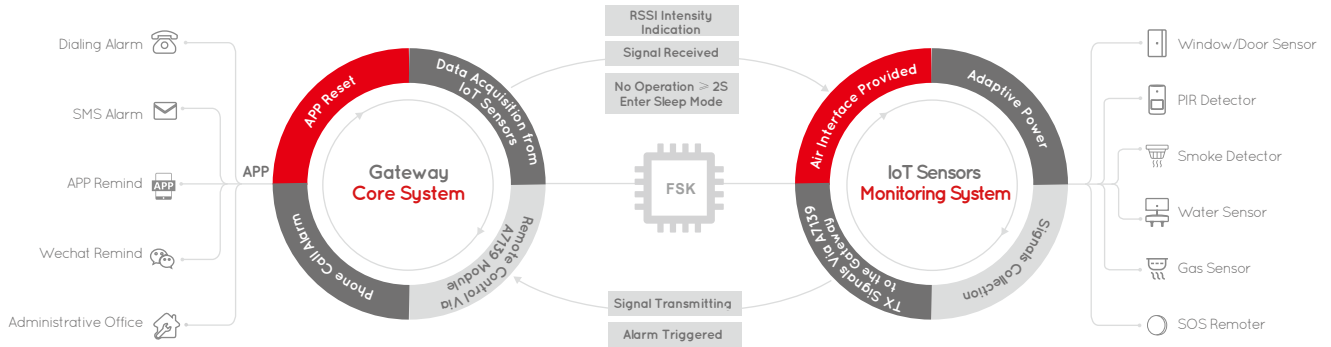 Dialing Alarm
SMS Alarm
APP Remind
APP
Wechat Remind
Administrative Office
APP
APP Reset
Data Acquisition from
IoT Sensors
Phone Call Alarm
Remote Control Via
A7139 Module
Gateway
Core System
RSSI Intensity
Indication
Signal Received
No Operation ⩾ 2S
Enter Sleep Mode
FSK
Signal Transmitting
Alarm Triggered
Air Interface Provided
Adaptive Power
TX Signals Via A7139
to the Gateway
Signals Collection
IoT Sensors
Monitoring System
Window/Door Sensor
PIR Detector
Smoke Detector
Water Sensor
Gas Sensor
SOS Remoter